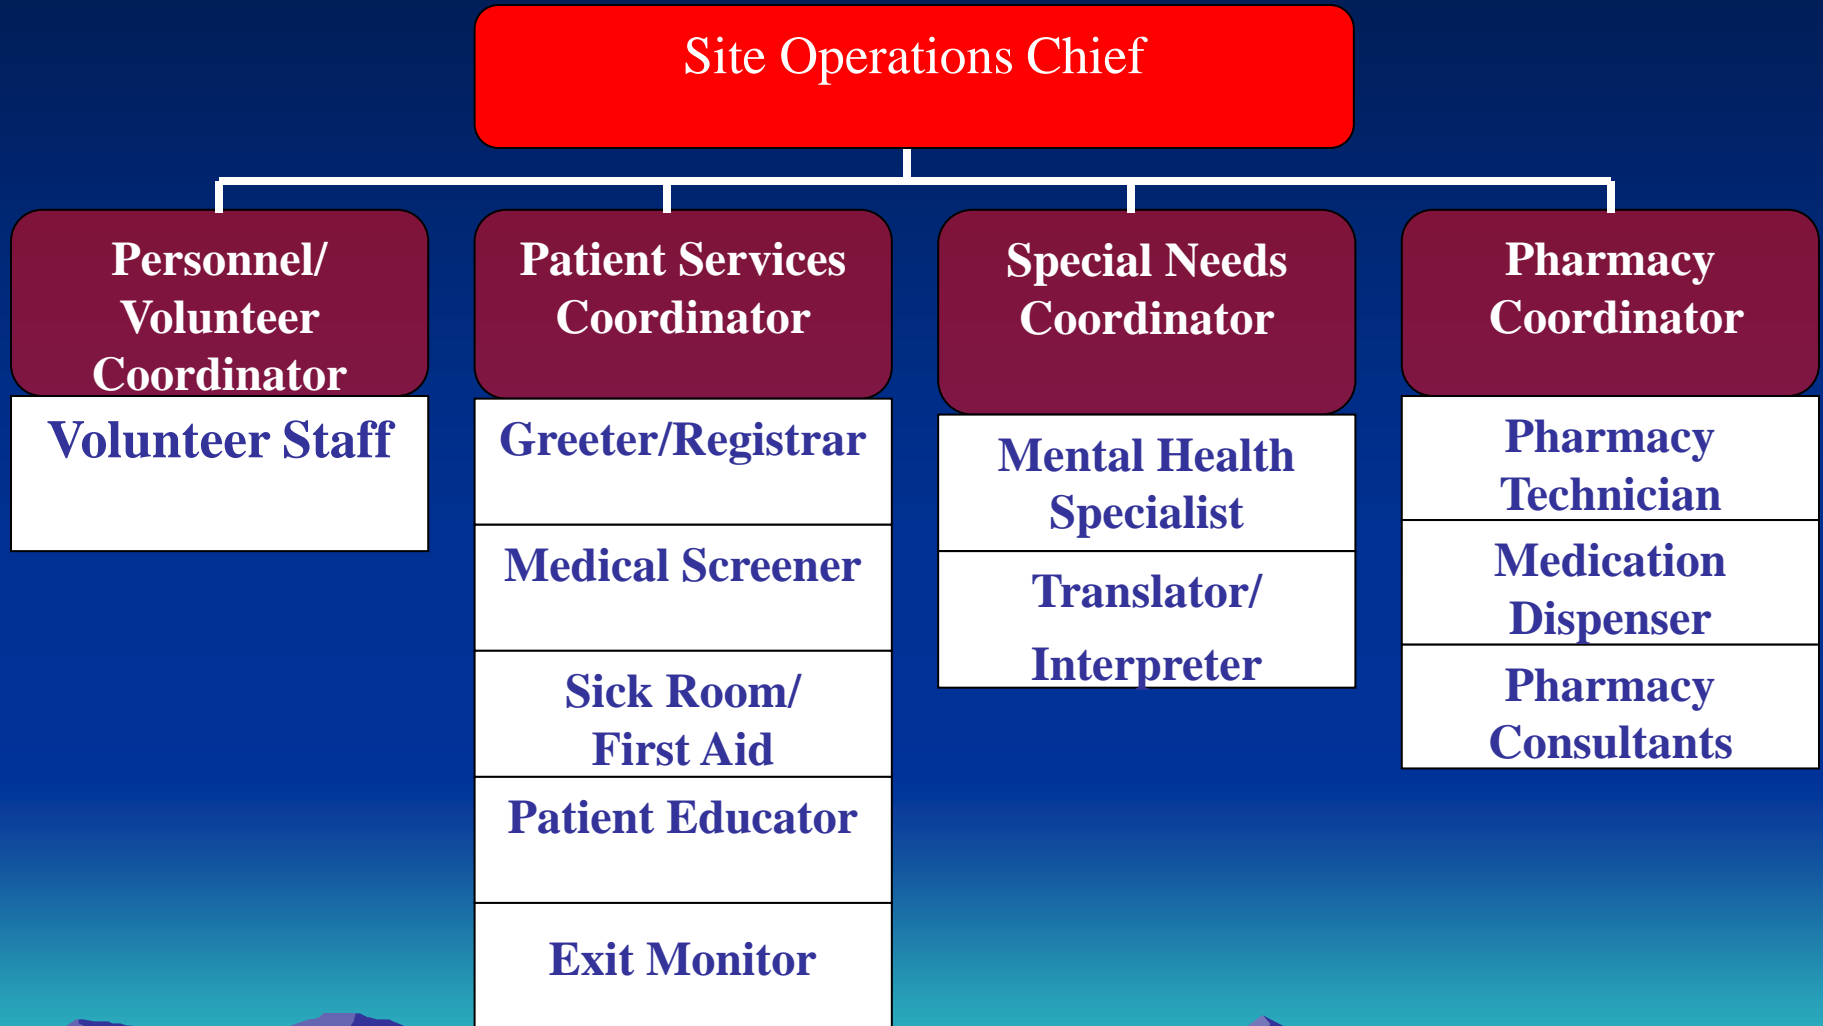 Site Operations Chief
Personnel/
Volunteer
Coordinator
Volunteer Staff
Patient Services
Coordinator
Greeter/Registrar
Medical Screener
Sick Room/
First Aid
Patient Educator
Exit Monitor
Special Needs
Coordinator
Mental Health
Specialist
Translator/
Interpreter
Pharmacy
Coordinator
Pharmacy
Technician
Medication
Dispenser
Pharmacy
Consultants